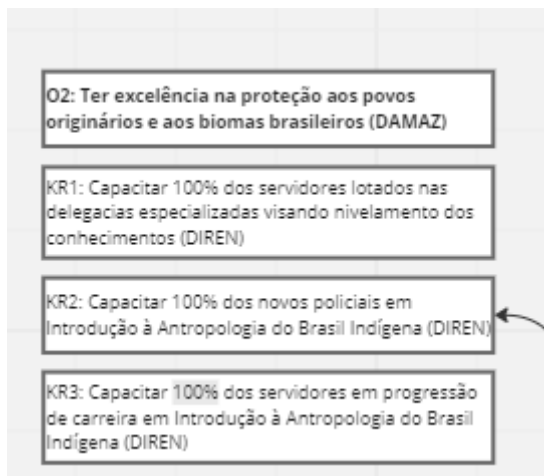 O2: Ter excelência na proteção aos povos
originários e aos biomas brasileiros (DAMAZ)
KR1: Capacitar 100% dos servidores lotados nas
delegacias especializadas visando nivelamento dos
conhecimentos (DIREN)
KR2: Capacitar 100% dos novos policiais em
Introdução à Antropologia do Brasil Indígena (DIREN)
KR3: Capacitar 100% dos servidores em progressão
de carreira em Introdução à Antropologia do Brasil
Indígena (DIREN)